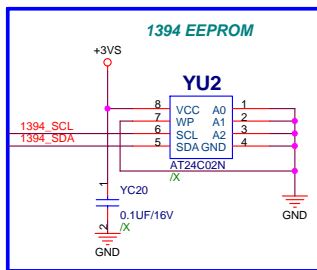 1394 EEPROM
+3VS
YU2
8 VCC A0 1
7 WP A1 2
1394_SCL 6 SCL A2 3
1394_SDA 5 SDA GND 4
AT24C02N
/X
1 YC20
0.1UF/16V
2 /X
GND
GND